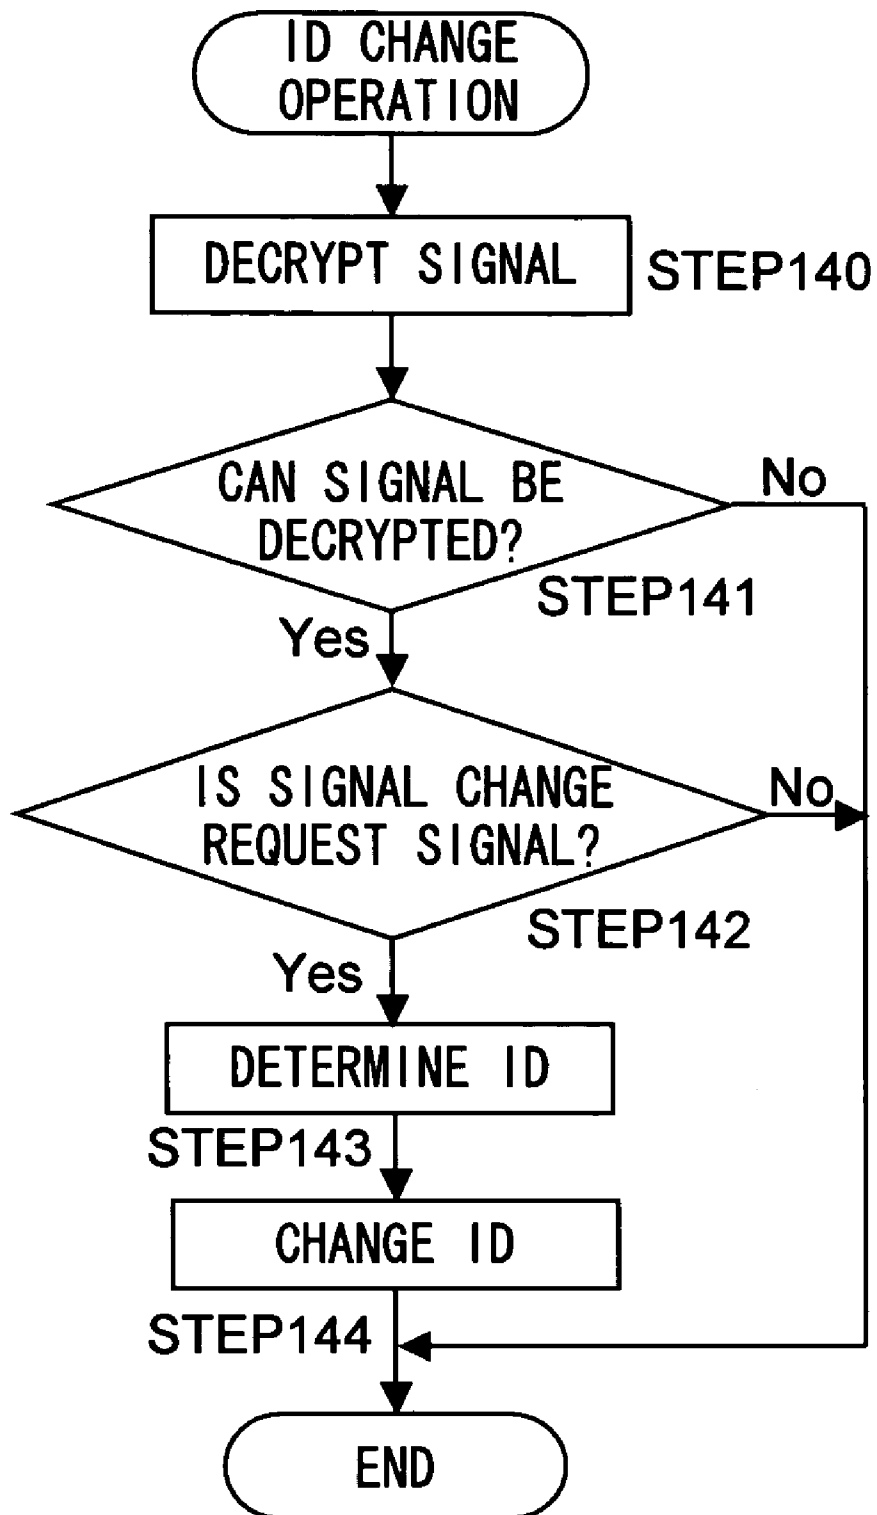 ID CHANGE
OPERATION
DECRYPT SIGNAL
STEP140
CAN SIGNAL BE
DECRYPTED?
No
STEP141
Yes
IS SIGNAL CHANGE
REQUEST SIGNAL?
No
STEP142
Yes
DETERMINE ID
STEP143
CHANGE ID
STEP144
END